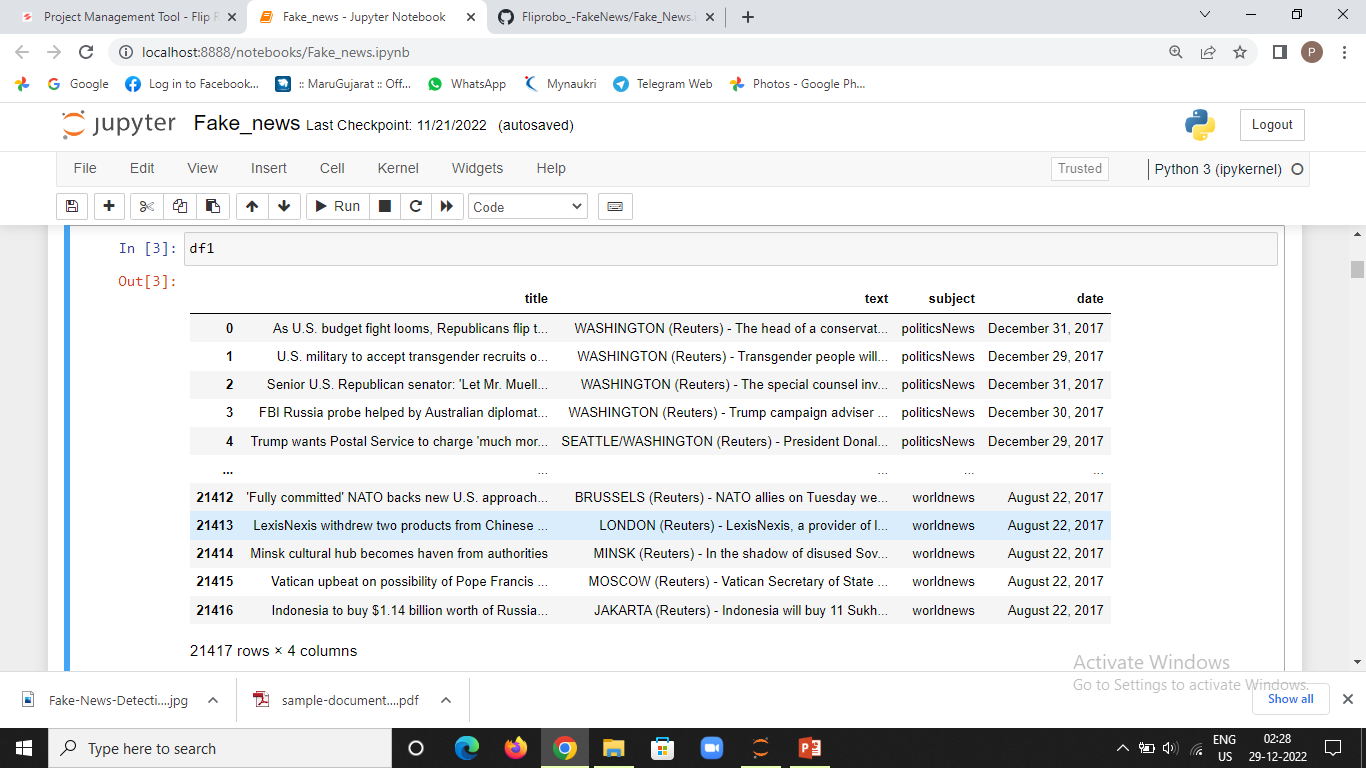 Project Management Tool - Flip R
Fake_news - Jupyter Notebook
Fliprobo_-FakeNews/Fake_News.i
localhost:8888/notebooks/Fake_news.ipynb
P
Google
Log in to Facebook...
:: MaruGujarat :: Off...
WhatsApp
Mynaukri
Telegram Web
Photos - Google Ph...
jupyter Fake_news Last Checkpoint: 11/21/2022 (autosaved)
Logout
File Edit View Insert Cell Kernel Widgets Help
Trusted
Python 3 (ipykernel)
Run
Code
In [3]: df1
Out[3]:
title text subject date
0 As U.S. budget fight looms, Republicans flip t... WASHINGTON (Reuters) - The head of a conservat... politicsNews December 31, 2017
1 U.S. military to accept transgender recruits o... WASHINGTON (Reuters) - Transgender people will... politicsNews December 29, 2017
2 Senior U.S. Republican senator: 'Let Mr. Muell... WASHINGTON (Reuters) - The special counsel inv... politicsNews December 31, 2017
3 FBI Russia probe helped by Australian diplomat... WASHINGTON (Reuters) - Trump campaign adviser ... politicsNews December 30, 2017
4 Trump wants Postal Service to charge 'much mor... SEATTLE/WASHINGTON (Reuters) - President Donal... politicsNews December 29, 2017
... ... ... ... ...
21412 'Fully committed' NATO backs new U.S. approach... BRUSSELS (Reuters) - NATO allies on Tuesday we... worldnews August 22, 2017
21413 LexisNexis withdrew two products from Chinese ... LONDON (Reuters) - LexisNexis, a provider of l... worldnews August 22, 2017
21414 Minsk cultural hub becomes haven from authorities MINSK (Reuters) - In the shadow of disused Sov... worldnews August 22, 2017
21415 Vatican upbeat on possibility of Pope Francis ... MOSCOW (Reuters) - Vatican Secretary of State ... worldnews August 22, 2017
21416 Indonesia to buy $1.14 billion worth of Russia... JAKARTA (Reuters) - Indonesia will buy 11 Sukh... worldnews August 22, 2017
21417 rows × 4 columns
Activate Windows
Go to Settings to activate Windows.
Fake-News-Detecti....jpg
sample-document....pdf
Show all
Type here to search
ENG
US
02:28
29-12-2022